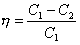 η = (C₁ − C₂) / C₁